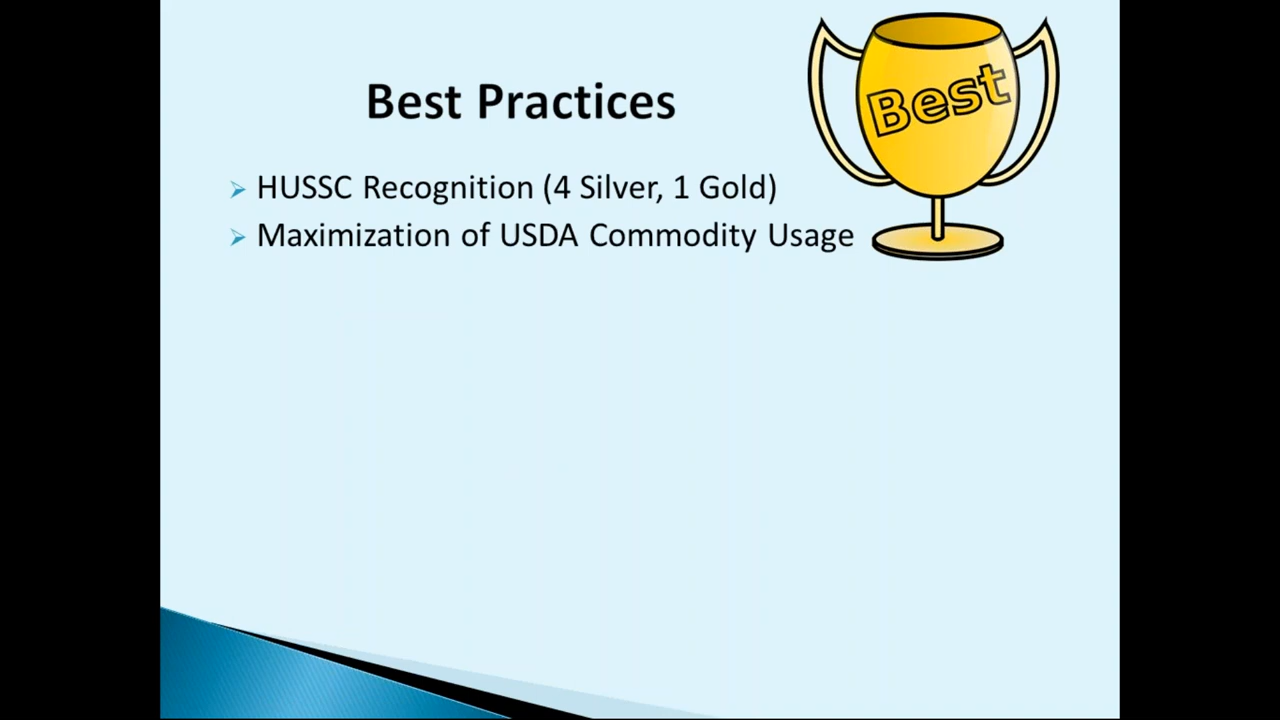 Best
Best Practices
HUSSC Recognition (4 Silver, 1 Gold)
Maximization of USDA Commodity Usage